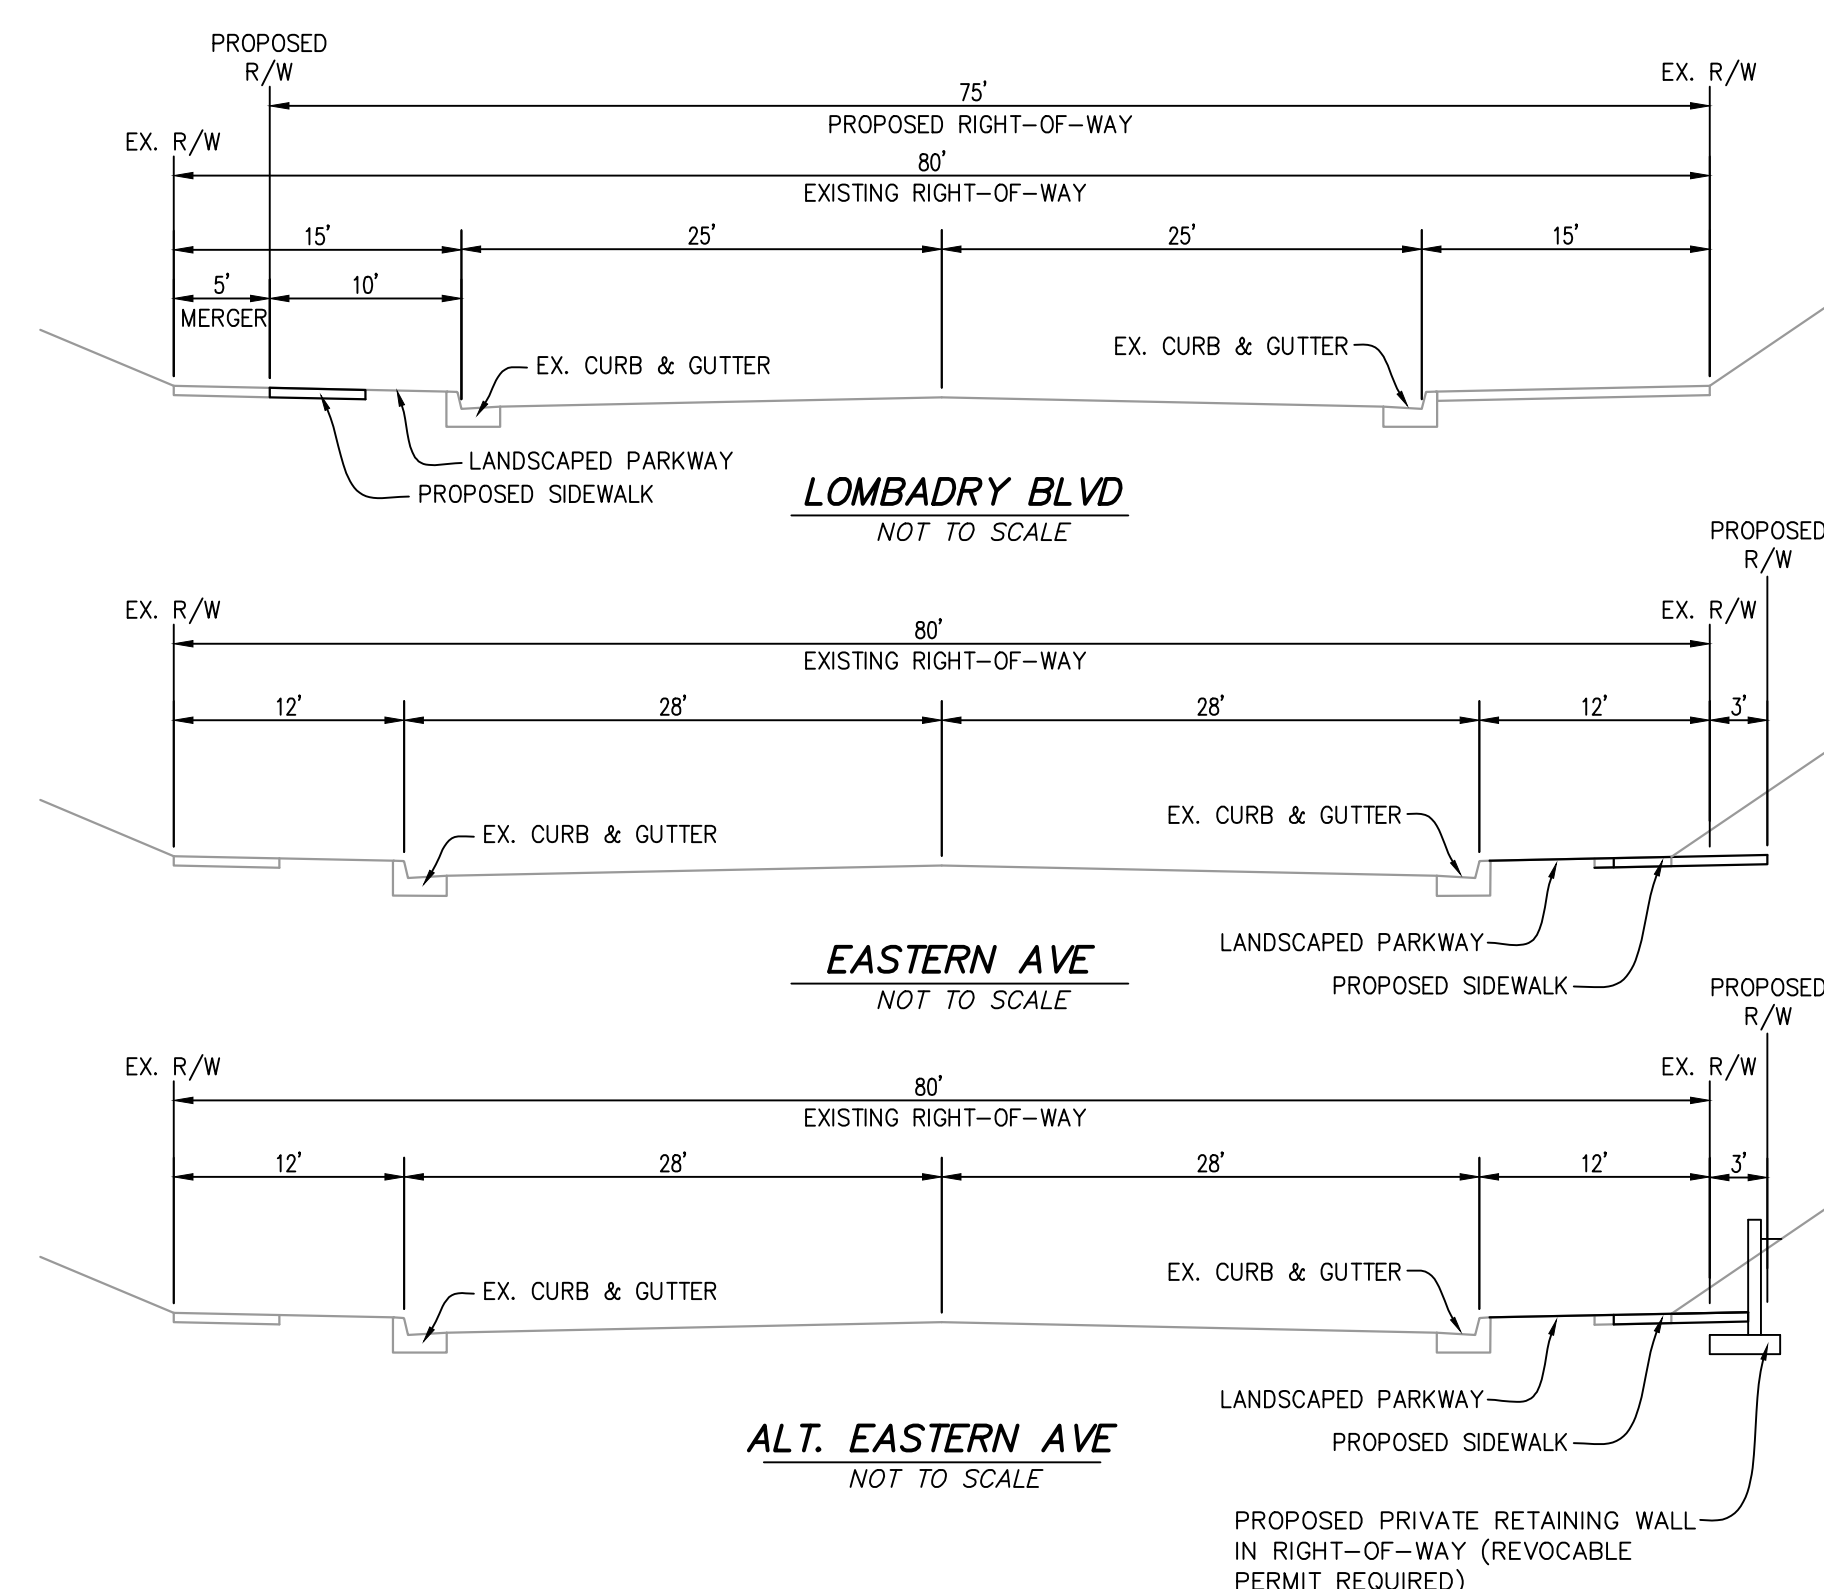 PROPOSED
R/W
EX. R/W
75'
PROPOSED RIGHT-OF-WAY
EX. R/W
80'
EXISTING RIGHT-OF-WAY
15'
25'
25'
15'
5'
10'
MERGER
EX. CURB & GUTTER
EX. CURB & GUTTER
LANDSCAPED PARKWAY
PROPOSED SIDEWALK
LOMBADRY BLVD
NOT TO SCALE
PROPOSED
R/W
EX. R/W
EX. R/W
80'
EXISTING RIGHT-OF-WAY
12'
28'
28'
12'
3'
EX. CURB & GUTTER
EX. CURB & GUTTER
LANDSCAPED PARKWAY
PROPOSED SIDEWALK
EASTERN AVE
NOT TO SCALE
PROPOSED
R/W
EX. R/W
EX. R/W
80'
EXISTING RIGHT-OF-WAY
12'
28'
28'
12'
3'
EX. CURB & GUTTER
EX. CURB & GUTTER
LANDSCAPED PARKWAY
PROPOSED SIDEWALK
ALT. EASTERN AVE
NOT TO SCALE
PROPOSED PRIVATE RETAINING WALL
IN RIGHT-OF-WAY (REVOCABLE
PERMIT REQUIRED)